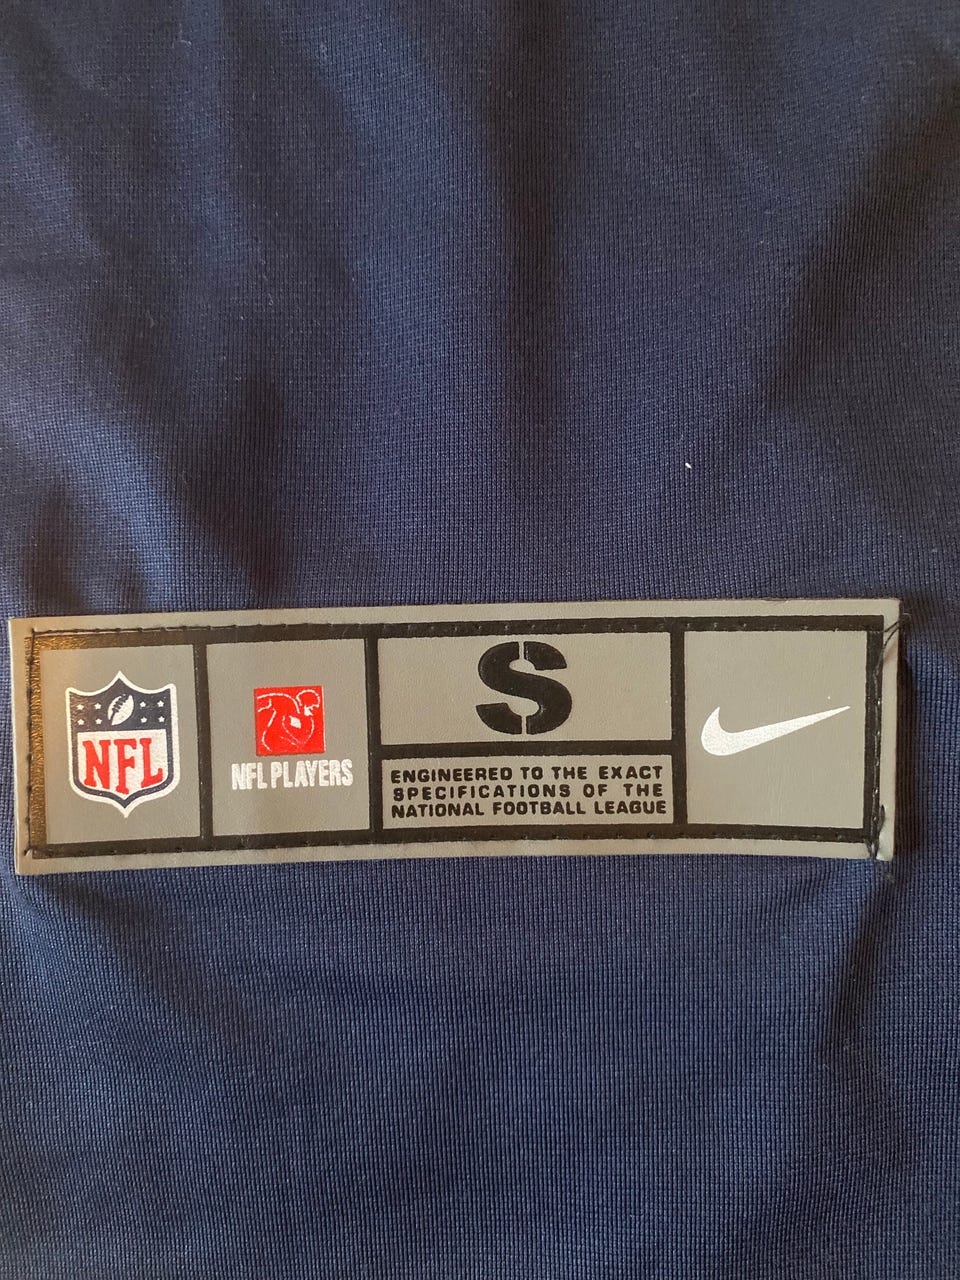 NFL
NFL PLAYERS
S
ENGINEERED TO THE EXACT
SPECIFICATIONS OF THE
NATIONAL FOOTBALL LEAGUE